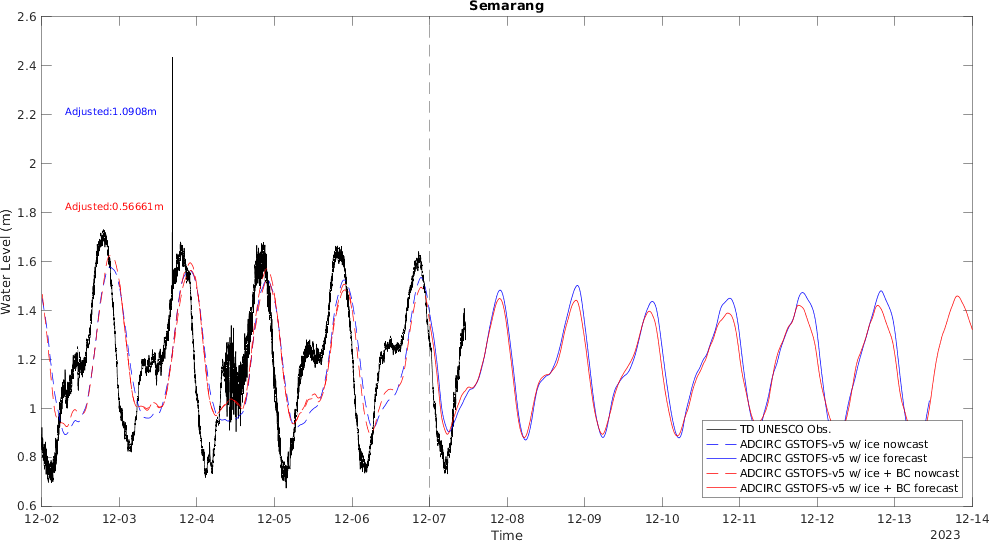 Semarang
2.6
2.4
2.2
2
1.8
1.6
1.4
1.2
1
0.8
0.6
Water Level (m)
Adjusted:1.0908m
Adjusted:0.56661m
TD UNESCO Obs.
ADCIRC GSTOFS-v5 w/ ice nowcast
ADCIRC GSTOFS-v5 w/ ice forecast
ADCIRC GSTOFS-v5 w/ ice + BC nowcast
ADCIRC GSTOFS-v5 w/ ice + BC forecast
12-02 12-03 12-04 12-05 12-06 12-07 12-08 12-09 12-10 12-11 12-12 12-13 12-14
Time
2023